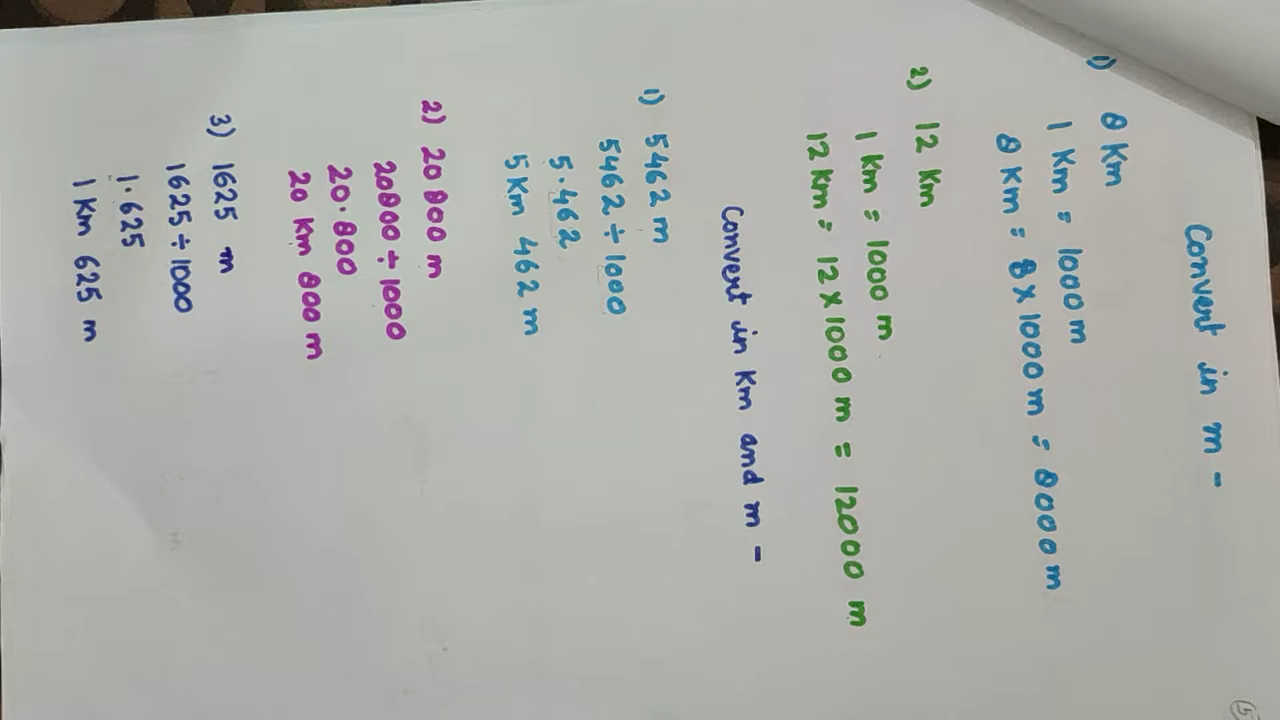 Convert in m -
1) 8 Km
1 Km = 1000 m
8 Km = 8 × 1000 m = 8000 m
2) 12 Km
1 Km = 1000 m
12 Km = 12 × 1000 m = 12000 m
Convert in Km and m -
1) 5462 m
5462 ÷ 1000
5.462
5 Km 462 m
2) 20800 m
20800 ÷ 1000
20.800
20 Km 800 m
3) 1625 m
1625 ÷ 1000
1.625
1 Km 625 m